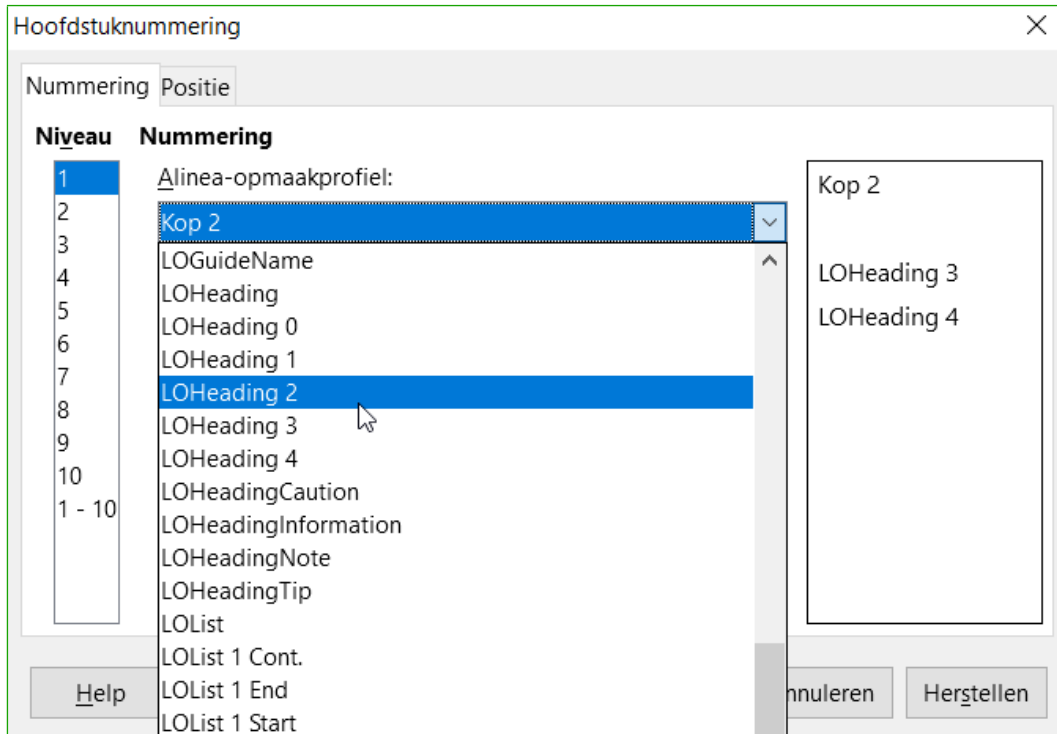 Hoofdstuknummering
Nummering Positie
Niveau Nummering
1
2
3
4
5
6
7
8
9
10
1 - 10
Alinea-opmaakprofiel:
Kop 2
LOGuideName
LOHeading
LOHeading 0
LOHeading 1
LOHeading 2
LOHeading 3
LOHeading 4
LOHeadingCaution
LOHeadingInformation
LOHeadingNote
LOHeadingTip
LOList
LOList 1 Cont.
LOList 1 End
LOList 1 Start
Kop 2
LOHeading 3
LOHeading 4
Help nnuleren Herstellen